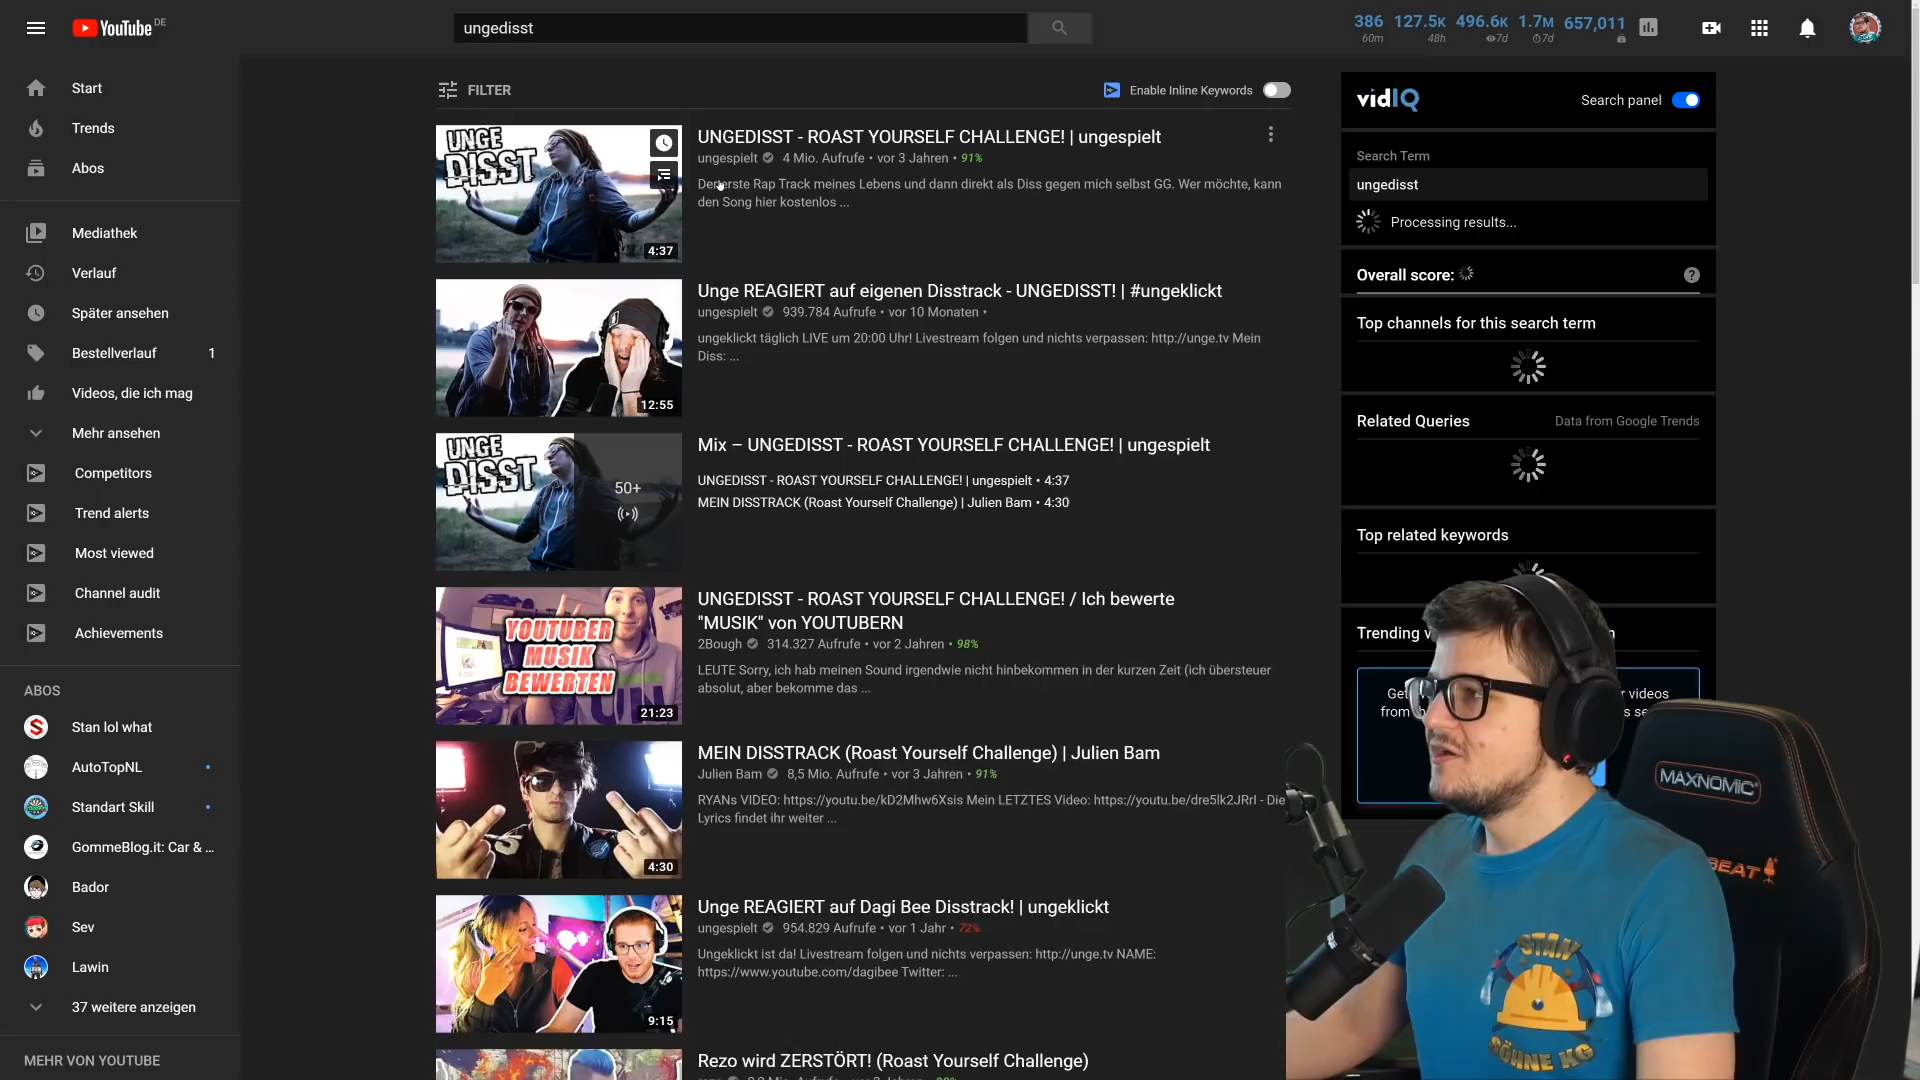 YouTube DE
ungedisst
386 127.5K 496.6K 1.7M 657,011
60m 48h 7d 7d
Start
Trends
Abos
Mediathek
Verlauf
Später ansehen
Bestellverlauf 1
Videos, die ich mag
Mehr ansehen
Competitors
Trend alerts
Most viewed
Channel audit
Achievements
ABOS
Stan lol what
AutoTopNL
Standart Skill
GommeBlog.it: Car & ...
Bador
Sev
Lawin
37 weitere anzeigen
MEHR VON YOUTUBE
FILTER
Enable Inline Keywords
UNGE
DISST
4:37
UNGEDISST - ROAST YOURSELF CHALLENGE! | ungespielt
ungespielt 4 Mio. Aufrufe • vor 3 Jahren • 91%
Rap Track meines Lebens und dann direkt als Diss gegen mich selbst GG. Wer möchte, kann
den Song hier kostenlos ...
12:55
Unge REAGIERT auf eigenen Disstrack - UNGEDISST! | #ungeklickt
ungespielt 939.784 Aufrufe • vor 10 Monaten •
ungeklickt täglich LIVE um 20:00 Uhr! Livestream folgen und nichts verpassen: http://unge.tv Mein
Diss: ...
UNGE
DISST
50+
Mix – UNGEDISST - ROAST YOURSELF CHALLENGE! | ungespielt
UNGEDISST - ROAST YOURSELF CHALLENGE! | ungespielt • 4:37
MEIN DISSTRACK (Roast Yourself Challenge) | Julien Bam • 4:30
YOUTUBER
MUSIK
BEWERTEN
21:23
UNGEDISST - ROAST YOURSELF CHALLENGE! / Ich bewerte
"MUSIK" von YOUTUBERN
2Bough 314.327 Aufrufe • vor 2 Jahren • 98%
LEUTE Sorry, ich hab meinen Sound irgendwie nicht hinbekommen in der kurzen Zeit (ich übersteuer
absolut, aber bekomme das ...
4:30
MEIN DISSTRACK (Roast Yourself Challenge) | Julien Bam
Julien Bam 8,5 Mio. Aufrufe • vor 3 Jahren • 91%
RYANs VIDEO: https://youtu.be/kD2Mhw6Xsis Mein LETZTES Video: https://youtu.be/dre5lk2JRrI - Die
Lyrics findet ihr weiter ...
9:15
Unge REAGIERT auf Dagi Bee Disstrack! | ungeklickt
ungespielt 954.829 Aufrufe • vor 1 Jahr • 72%
Ungeklickt ist da! Livestream folgen und nichts verpassen: http://unge.tv NAME:
https://www.youtube.com/dagibee Twitter: ...
Rezo wird ZERSTÖRT! (Roast Yourself Challenge)
vidIQ
Search panel
Search Term
ungedisst
Processing results...
Overall score:
?
Top channels for this search term
Related Queries Data from Google Trends
Top related keywords
Trending
Get videos
from
MAXNOMIC
STAN
SÖHNE KG